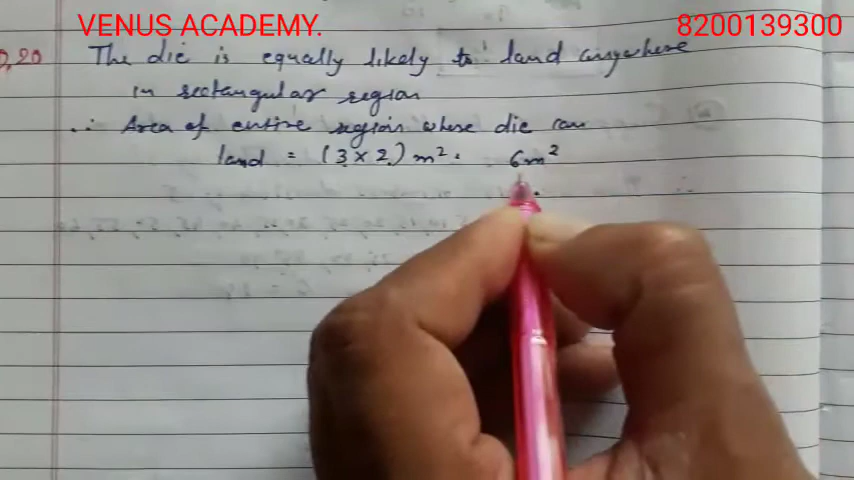 VENUS ACADEMY.
8200139300
Q.20 The die is equally likely to land anywhere
in rectangular region
∴ Area of entire region where die can
land = (3 × 2) m². 6m²